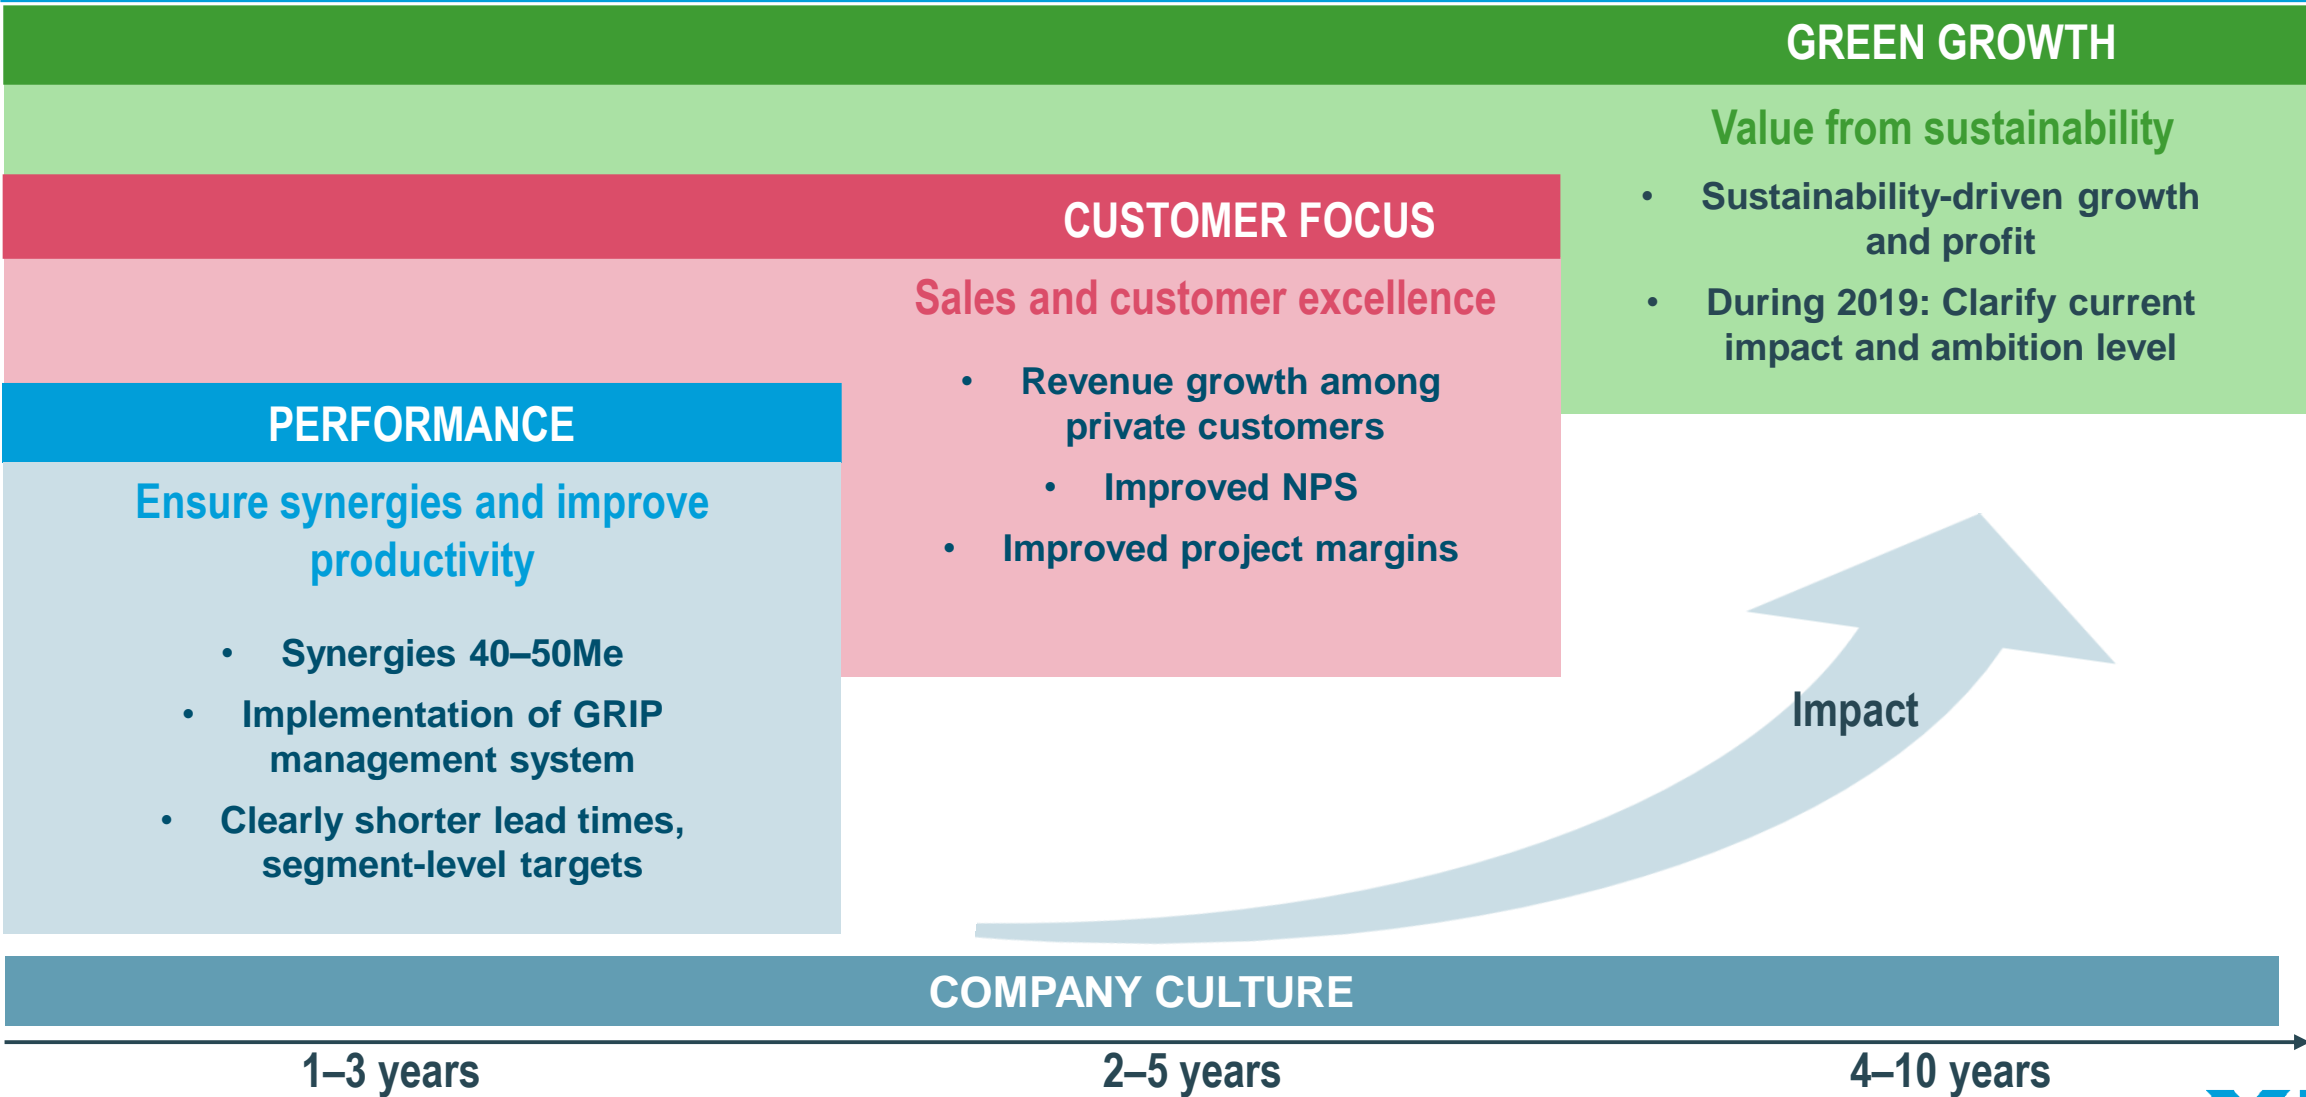 GREEN GROWTH
Value from sustainability
• Sustainability-driven growth
and profit
• During 2019: Clarify current
impact and ambition level
CUSTOMER FOCUS
Sales and customer excellence
• Revenue growth among
private customers
• Improved NPS
• Improved project margins
PERFORMANCE
Ensure synergies and improve
productivity
• Synergies 40–50Me
• Implementation of GRIP
management system
• Clearly shorter lead times,
segment-level targets
Impact
COMPANY CULTURE
1–3 years
2–5 years
4–10 years